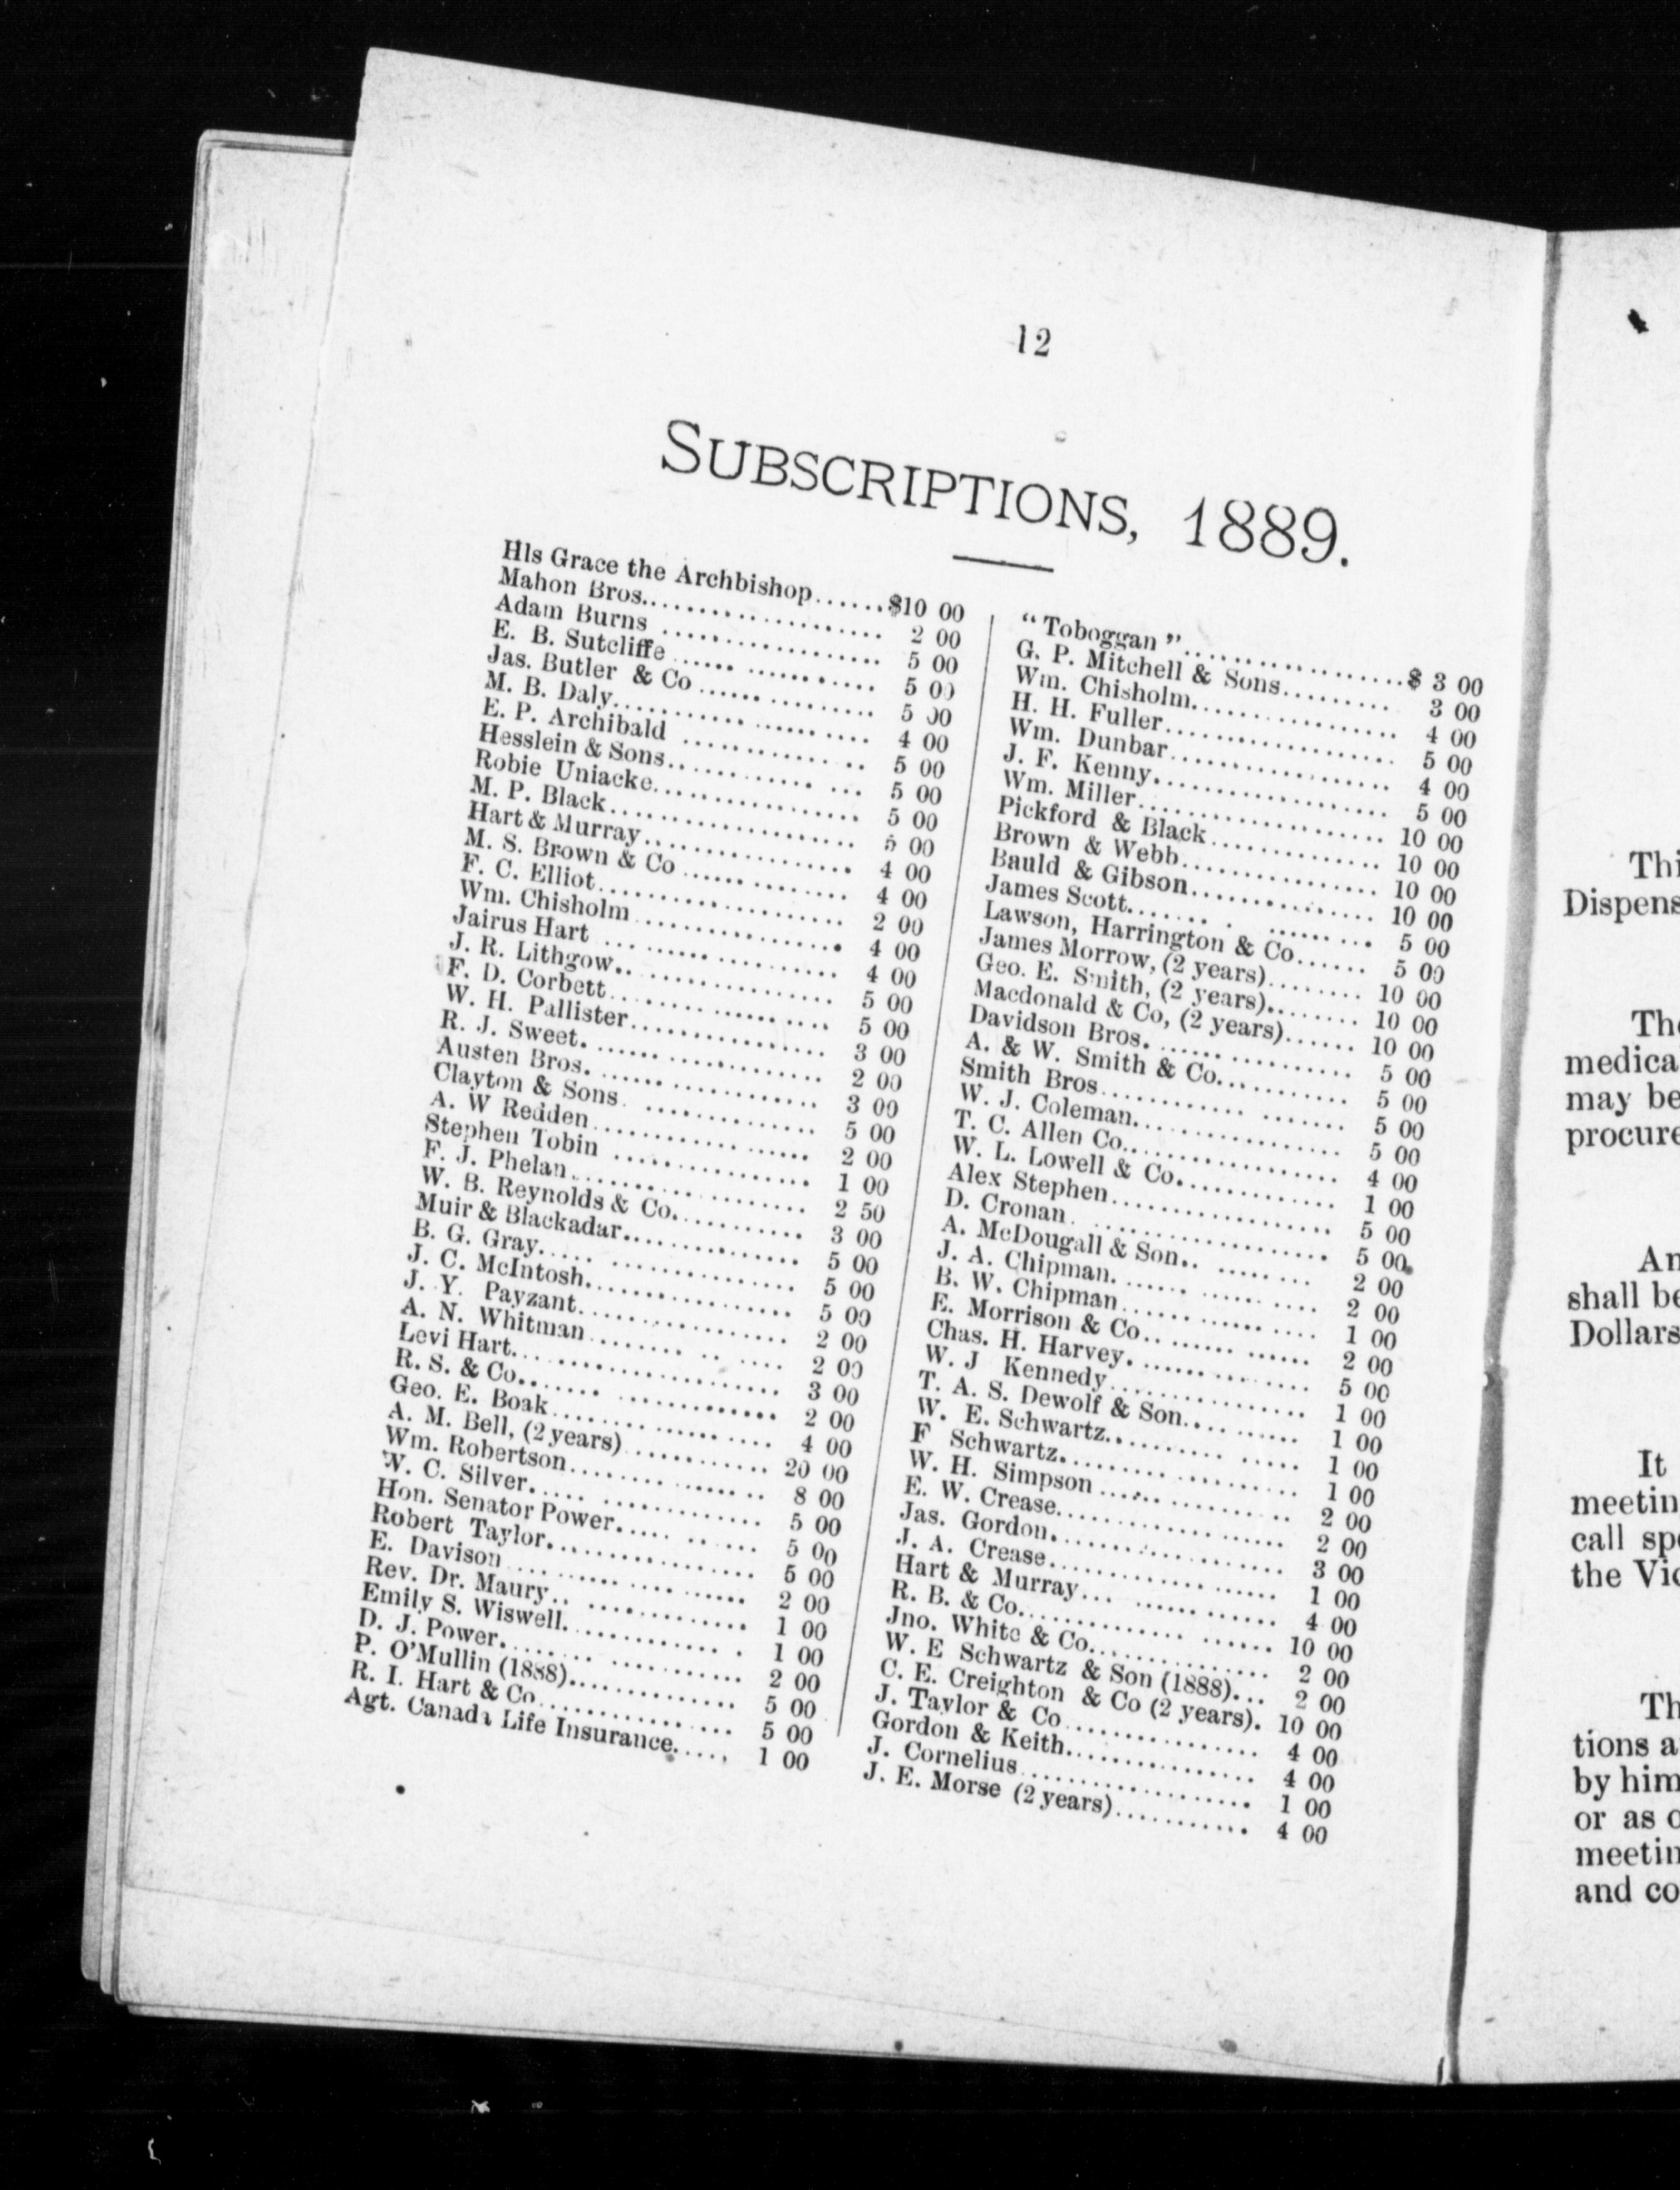 12
SUBSCRIPTIONS, 1889.
His Grace the Archbishop......$10 00
Mahon Bros.................... 2 00
Adam Burns .................. 5 00
E. B. Sutcliffe ................. 5 00
Jas. Butler & Co ............... 5 00
M. B. Daly..................... 4 00
E. P. Archibald ............... 5 00
Hesslein & Sons............... 5 00
Robie Uniacke................. 5 00
M. P. Black.................... 5 00
Hart & Murray................. 4 00
M. S. Brown & Co .............. 4 00
F. C. Elliot.................... 2 00
Wm. Chisholm................. 4 00
Jairus Hart ................... 4 00
J. R. Lithgow.................. 5 00
F. D. Corbett.................. 5 00
W. H. Pallister................ 3 00
R. J. Sweet.................... 2 00
Austen Bros................... 3 00
Clayton & Sons. .............. 5 00
A. W Redden.................. 2 00
Stephen Tobin ................ 1 00
F. J. Phelan................... 2 50
W. B. Reynolds & Co........... 3 00
Muir & Blackadar.............. 5 00
B. G. Gray..................... 5 00
J. C. McIntosh................. 5 00
J. Y. Payzant.................. 2 00
A. N. Whitman................ 2 00
Levi Hart...................... 3 00
R. S. & Co..................... 2 00
Geo. E. Boak................... 4 00
A. M. Bell, (2 years)............ 20 00
Wm. Robertson................ 8 00
W. C. Silver.................... 5 00
Hon. Senator Power............ 5 00
Robert Taylor................. 5 00
E. Davison.................... 2 00
Rev. Dr. Maury................ 1 00
Emily S. Wiswell.............. 1 00
D. J. Power.................... 2 00
P. O'Mullin (1888).............. 5 00
R. I. Hart & Co................ 5 00
Agt. Canada Life Insurance..... 1 00
"Toboggan"..................$ 3 00
G. P. Mitchell & Sons......... 3 00
Wm. Chisholm................. 4 00
H. H. Fuller................... 5 00
Wm. Dunbar................... 4 00
J. F. Kenny.................... 5 00
Wm. Miller.................... 10 00
Pickford & Black.............. 10 00
Brown & Webb................ 10 00
Bauld & Gibson............... 10 00
James Scott.................... 5 00
Lawson, Harrington & Co...... 5 00
James Morrow, (2 years)........ 10 00
Geo. E. Smith, (2 years)........ 10 00
Macdonald & Co, (2 years)...... 10 00
Davidson Bros................. 5 00
A. & W. Smith & Co........... 5 00
Smith Bros.................... 5 00
W. J. Coleman................. 5 00
T. C. Allen Co................. 4 00
W. L. Lowell & Co............. 1 00
Alex Stephen.................. 5 00
D. Cronan..................... 5 00
A. McDougall & Son........... 2 00
J. A. Chipman................. 2 00
B. W. Chipman................ 1 00
E. Morrison & Co.............. 2 00
Chas. H. Harvey............... 5 00
W. J Kennedy................. 1 00
T. A. S. Dewolf & Son.......... 1 00
W. E. Schwartz................ 1 00
F Schwartz.................... 1 00
W. H. Simpson ................ 2 00
E. W. Crease................... 2 00
Jas. Gordon.................... 3 00
J. A. Crease.................... 1 00
Hart & Murray................. 4 00
R. B. & Co..................... 10 00
Jno. White & Co................ 2 00
W. E Schwartz & Son (1888)... 2 00
C. E. Creighton & Co (2 years). 10 00
J. Taylor & Co................. 4 00
Gordon & Keith................ 4 00
J. Cornelius................... 1 00
J. E. Morse (2 years)........... 4 00
Thi
Dispens
The
medica
may be
procure
An
shall be
Dollars
It
meetin
call spe
the Vic
Th
tions a
by him
or as o
meetin
and co